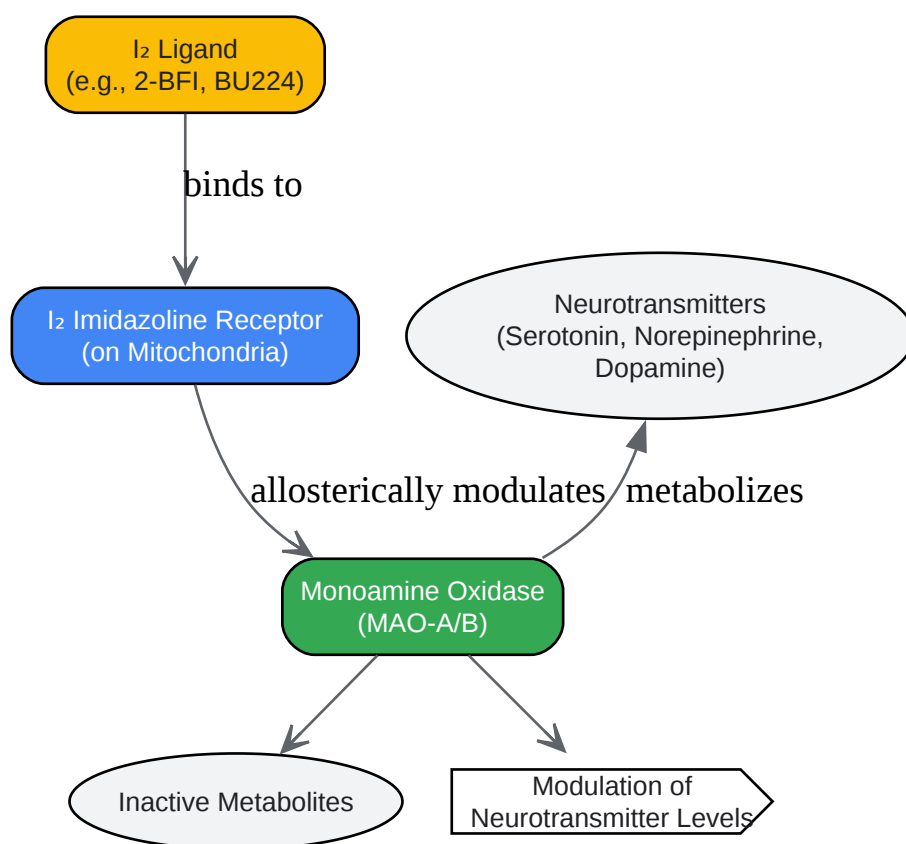 I₂ Ligand
(e.g., 2-BFI, BU224)
binds to
I₂ Imidazoline Receptor
(on Mitochondria)
Neurotransmitters
(Serotonin, Norepinephrine,
Dopamine)
allosterically modulates
metabolizes
Monoamine Oxidase
(MAO-A/B)
Inactive Metabolites
Modulation of
Neurotransmitter Levels